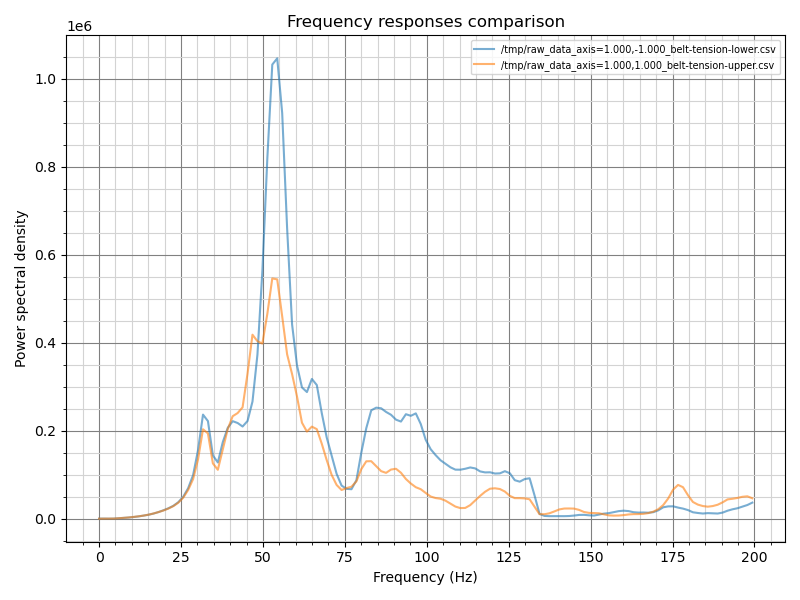 Frequency responses comparison
1e6
/tmp/raw_data_axis=1.000,-1.000_belt-tension-lower.csv
/tmp/raw_data_axis=1.000,1.000_belt-tension-upper.csv
1.0
0.8
0.6
0.4
0.2
0.0
Power spectral density
0 25 50 75 100 125 150 175 200
Frequency (Hz)